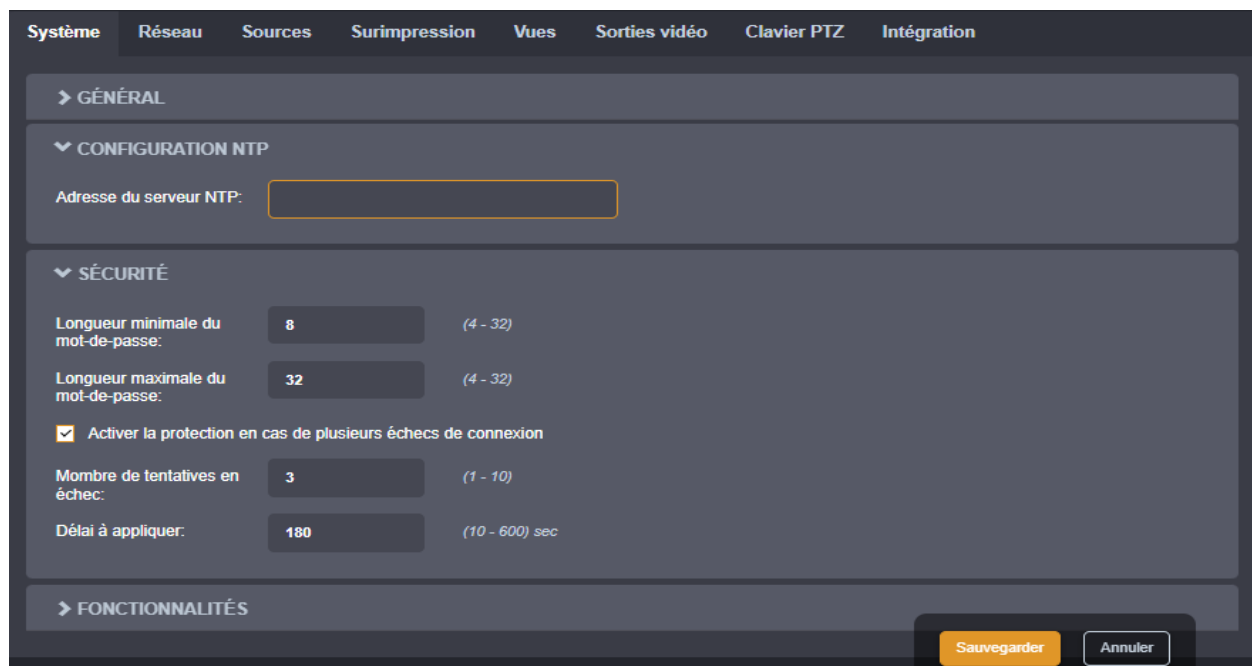 Système Réseau Sources Surimpression Vues Sorties vidéo Clavier PTZ Intégration
GÉNÉRAL
CONFIGURATION NTP
Adresse du serveur NTP:
SÉCURITÉ
Longueur minimale du
mot-de-passe:
8 (4 - 32)
Longueur maximale du
mot-de-passe:
32 (4 - 32)
Activer la protection en cas de plusieurs échecs de connexion
Mombre de tentatives en
échec:
3 (1 - 10)
Délai à appliquer: 180 (10 - 600) sec
FONCTIONNALITÉS
Sauvegarder Annuler